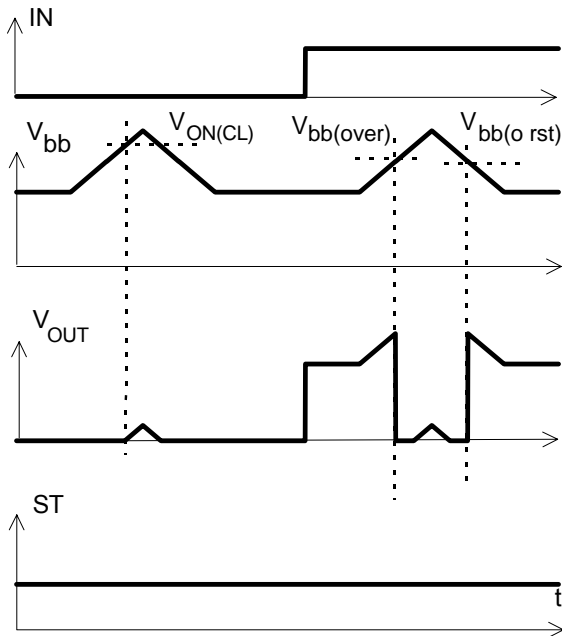 IN
Vbb
VON(CL)
Vbb(over)
Vbb(o rst)
VOUT
ST
t